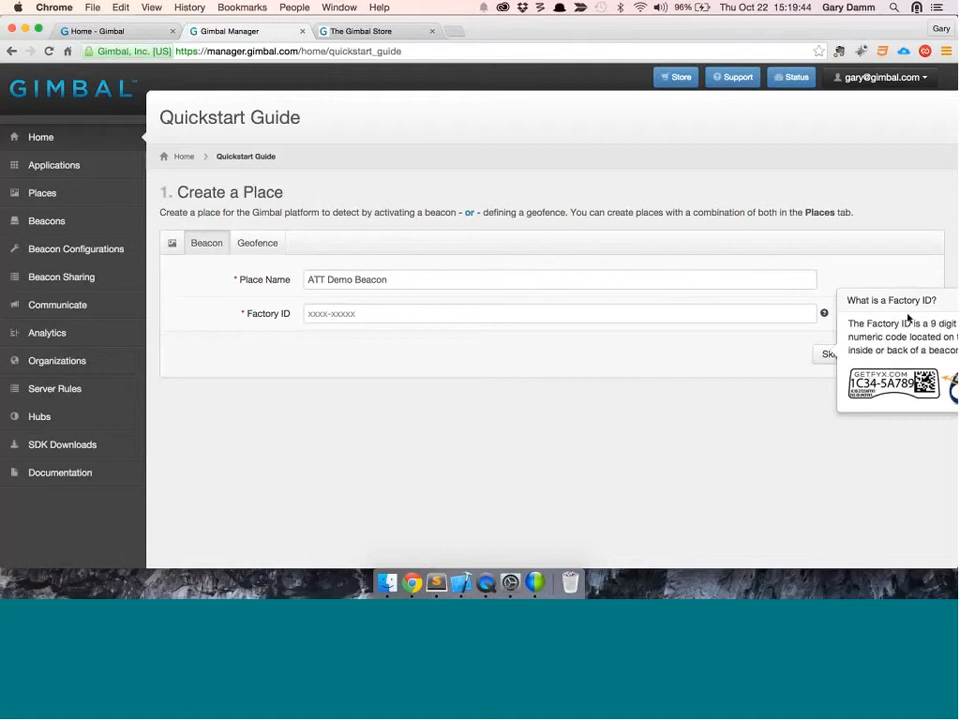 Chrome File Edit View History Bookmarks People Window Help 96% Thu Oct 22 15:19:44 Gary Damm
Home - Gimbal Gimbal Manager The Gimbal Store Gary
Gimbal, Inc. [US] https://manager.gimbal.com/home/quickstart_guide
GIMBAL Store Support Status gary@gimbal.com
Quickstart Guide
Home
Home > Quickstart Guide
Applications
Places
1. Create a Place
Create a place for the Gimbal platform to detect by activating a beacon - or - defining a geofence. You can create places with a combination of both in the Places tab.
Beacons
Beacon Geofence
Beacon Configurations
Beacon Sharing
* Place Name ATT Demo Beacon
Communicate
* Factory ID xxxx-xxxxx
What is a Factory ID?
The Factory ID is a 9 digit
numeric code located on
inside or back of a beacon
GETFYX.COM
1C34-5A789
Analytics
Organizations
Server Rules
Hubs
SDK Downloads
Documentation